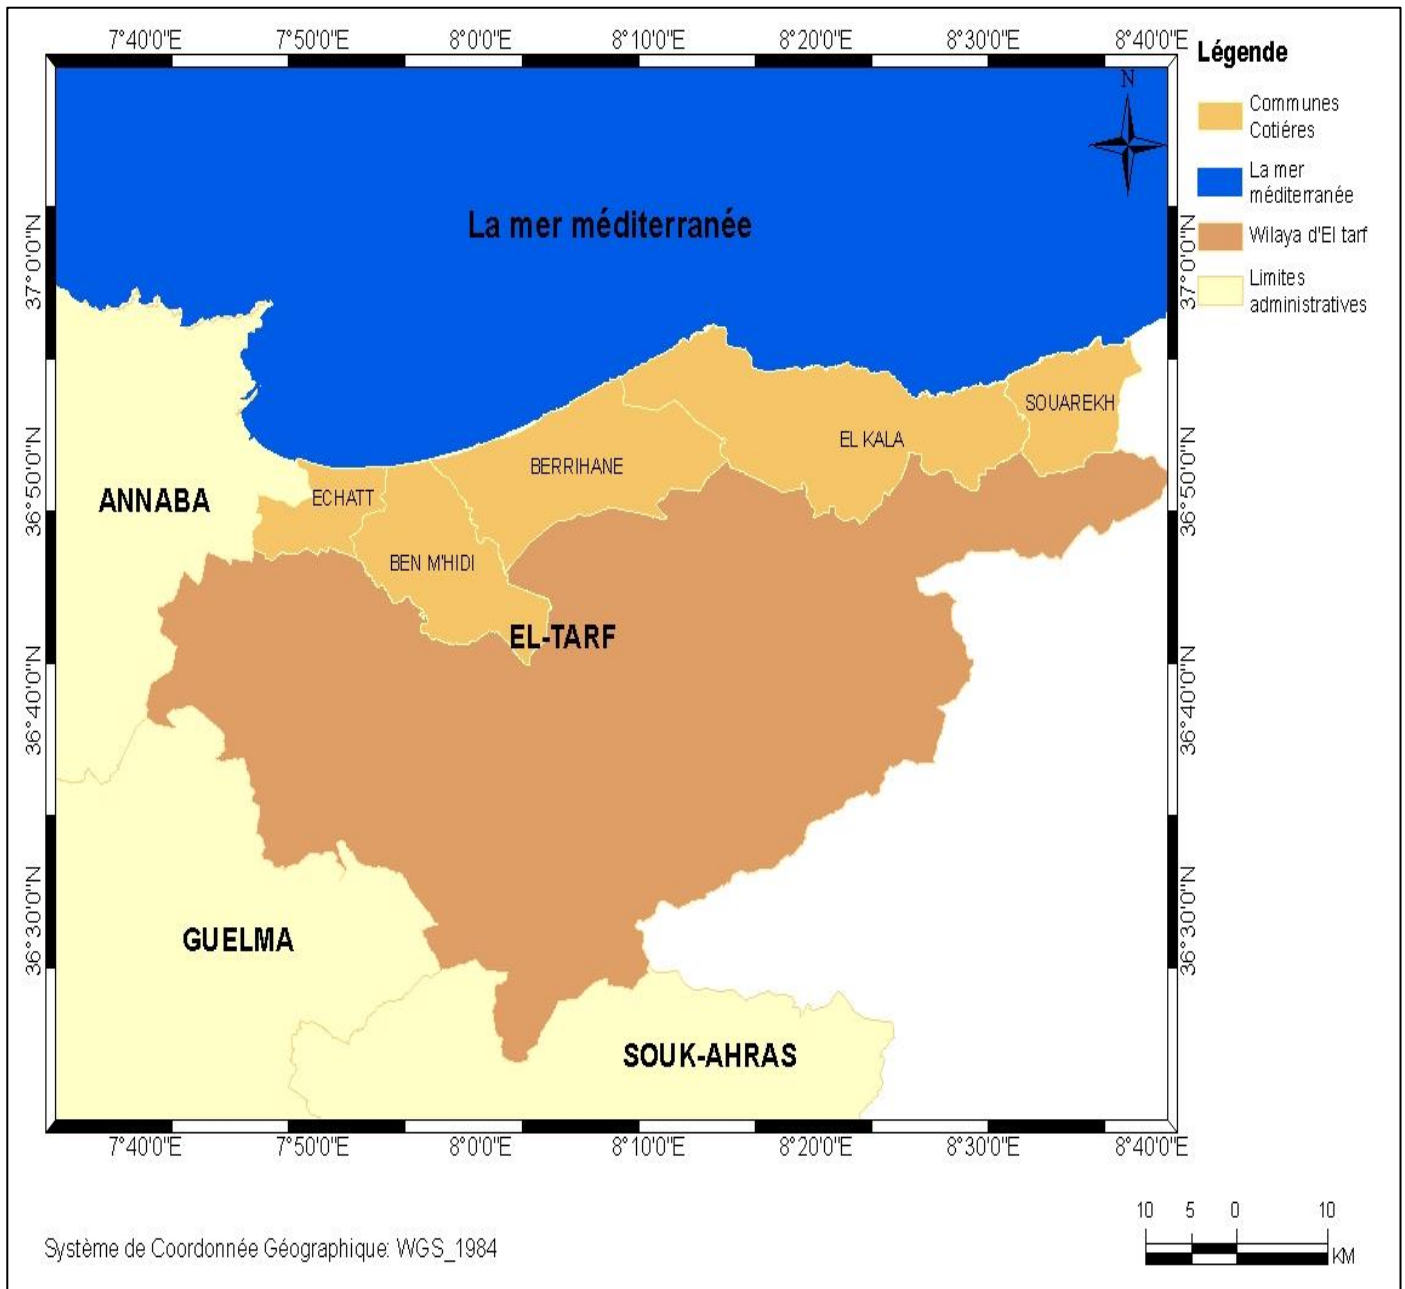 7°40'0"E 7°50'0"E 8°0'0"E 8°10'0"E 8°20'0"E 8°30'0"E 8°40'0"E
Légende
N
Communes
Cotiéres
La mer
méditerranée
Wilaya d'El tarf
Limites
administratives
La mer méditerranée
37°0'0"N 37°0'0"N
SOUAREKH
EL KALA
BERRIHANE
ECHATT
ANNABA
36°50'0"N 36°50'0"N
BEN M'HIDI
EL-TARF
36°40'0"N 36°40'0"N
GUELMA
36°30'0"N 36°30'0"N
SOUK-AHRAS
7°40'0"E 7°50'0"E 8°0'0"E 8°10'0"E 8°20'0"E 8°30'0"E 8°40'0"E
10 5 0 10
KM
Système de Coordonnée Géographique: WGS_1984